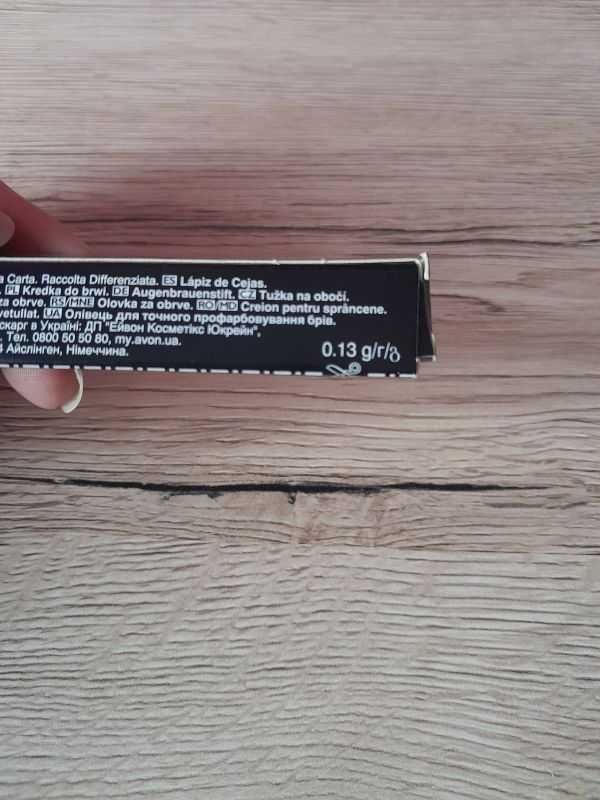 a Carta. Raccolta Differenziata. ES Lápiz de Cejas.
. PL Kredka do brwi. DE Augenbrauenstift. CZ Tužka na obočí.
za obrve. RS/MNE Olovka za obrve. RO/MD Creion pentru sprâncene.
vetullat. UA Олівець для точного профарбовування брів.
скарг в Україні: ДП "Ейвон Косметікс Юкрейн",
. Тел. 0800 50 50 80, my.avon.ua.
Айслінген, Німеччина.
0.13 g/г/გ